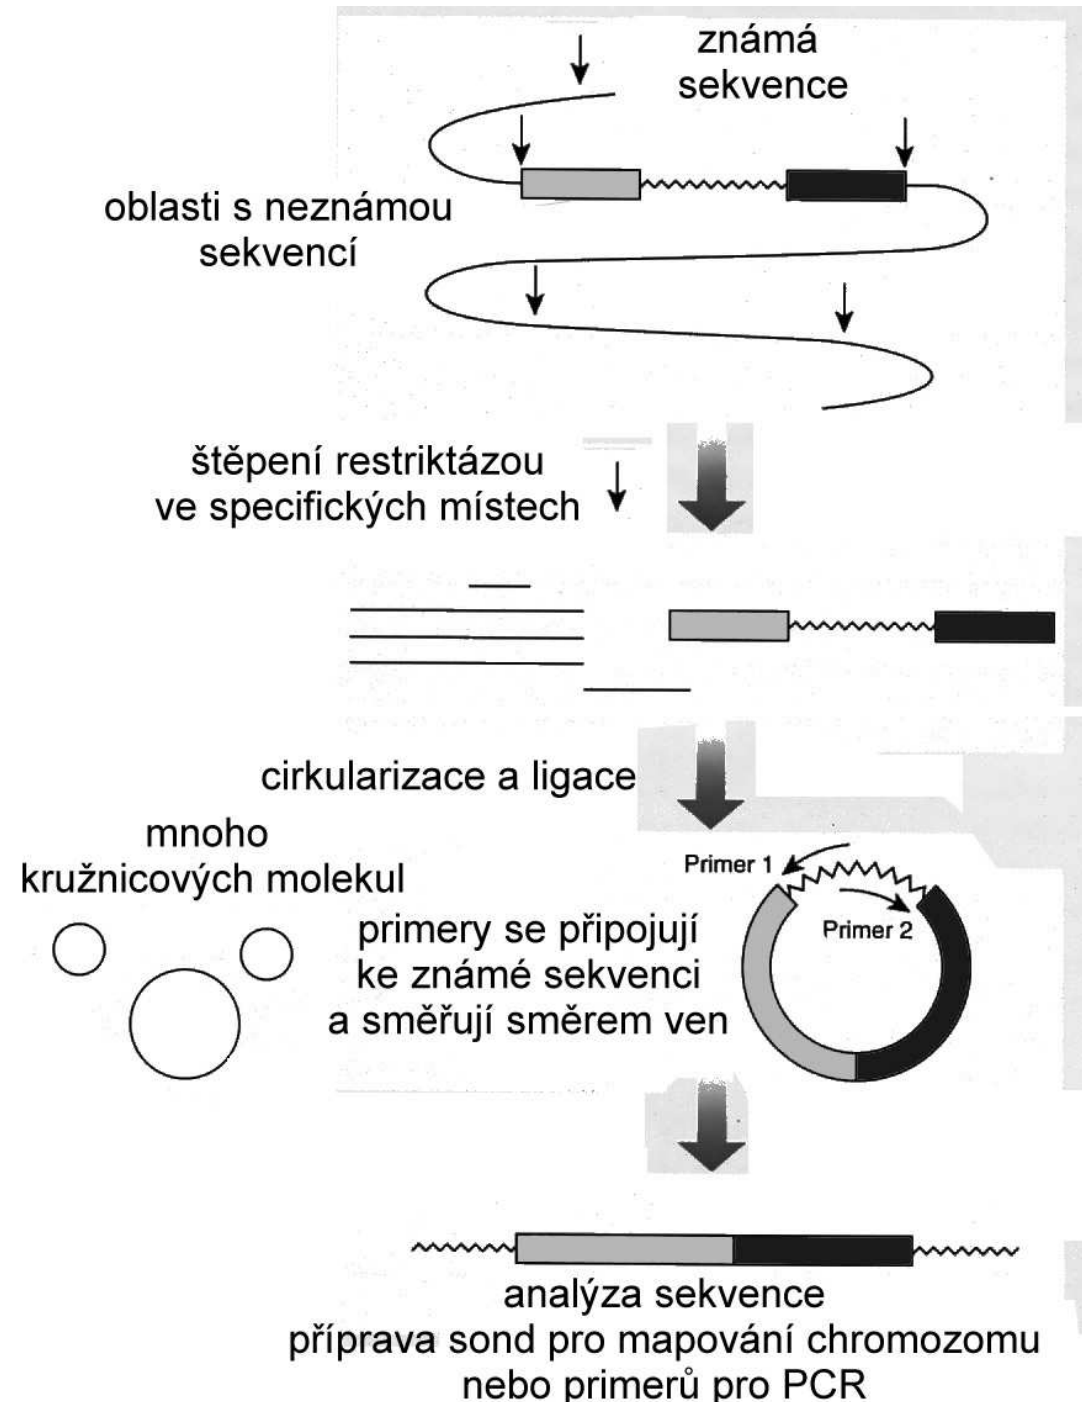 známá
sekvence
oblasti s neznámou
sekvencí
štěpení restriktázou
ve specifických místech
cirkularizace a ligace
mnoho
kružnicových molekul
Primer 1
Primer 2
primery se připojují
ke známé sekvenci
a směřují směrem ven
analýza sekvence
příprava sond pro mapování chromozomu
nebo primerů pro PCR